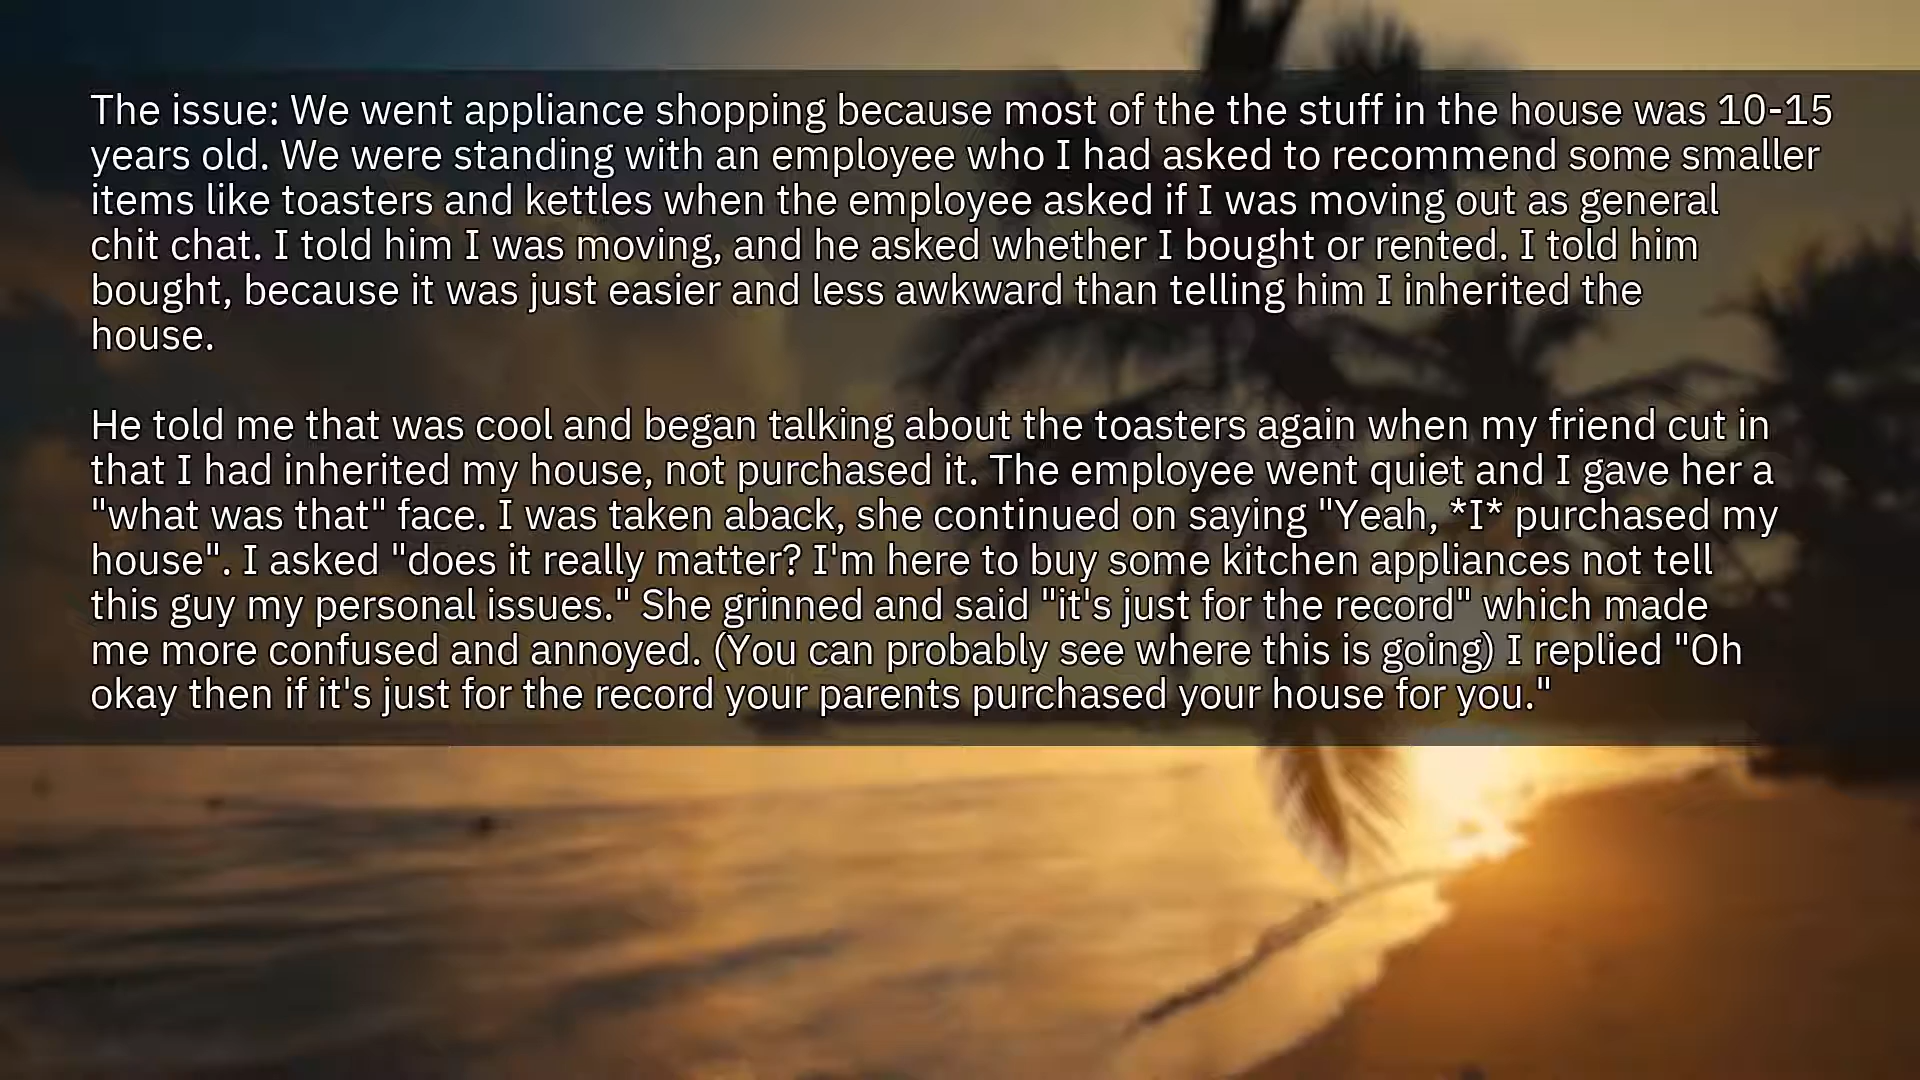 The issue: We went appliance shopping because most of the the stuff in the house was 10-15
years old. We were standing with an employee who I had asked to recommend some smaller
items like toasters and kettles when the employee asked if I was moving out as general
chit chat. I told him I was moving, and he asked whether I bought or rented. I told him
bought, because it was just easier and less awkward than telling him I inherited the
house.
He told me that was cool and began talking about the toasters again when my friend cut in
that I had inherited my house, not purchased it. The employee went quiet and I gave her a
"what was that" face. I was taken aback, she continued on saying "Yeah, *I* purchased my
house". I asked "does it really matter? I'm here to buy some kitchen appliances not tell
this guy my personal issues." She grinned and said "it's just for the record" which made
me more confused and annoyed. (You can probably see where this is going) I replied "Oh
okay then if it's just for the record your parents purchased your house for you."